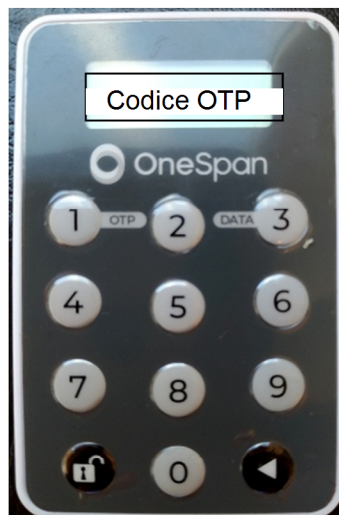 Codice OTP
OneSpan
1 OTP 2 DATA 3
4 5 6
7 8 9
0